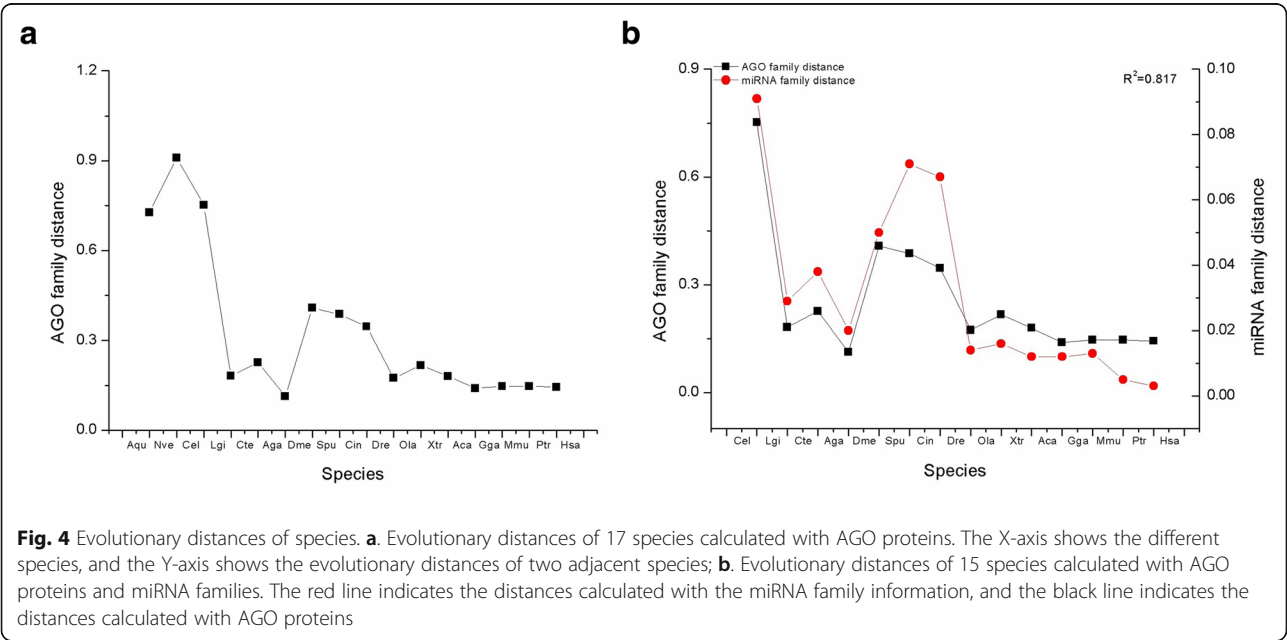 a
1.2
0.9
0.6
0.3
0.0
AGO family distance
Aqu Nve Cel Lgi Cte Aga Dme Spu Cin Dre Ola Xtr Aca Gga Mmu Ptr Hsa
Species
b
AGO family distance
miRNA family distance
R²=0.817
0.9
0.6
0.3
0.0
AGO family distance
0.10
0.08
0.06
0.04
0.02
0.00
miRNA family distance
Cel Lgi Cte Aga Dme Spu Cin Dre Ola Xtr Aca Gga Mmu Ptr Hsa
Species
Fig. 4 Evolutionary distances of species. a. Evolutionary distances of 17 species calculated with AGO proteins. The X-axis shows the different
species, and the Y-axis shows the evolutionary distances of two adjacent species; b. Evolutionary distances of 15 species calculated with AGO
proteins and miRNA families. The red line indicates the distances calculated with the miRNA family information, and the black line indicates the
distances calculated with AGO proteins